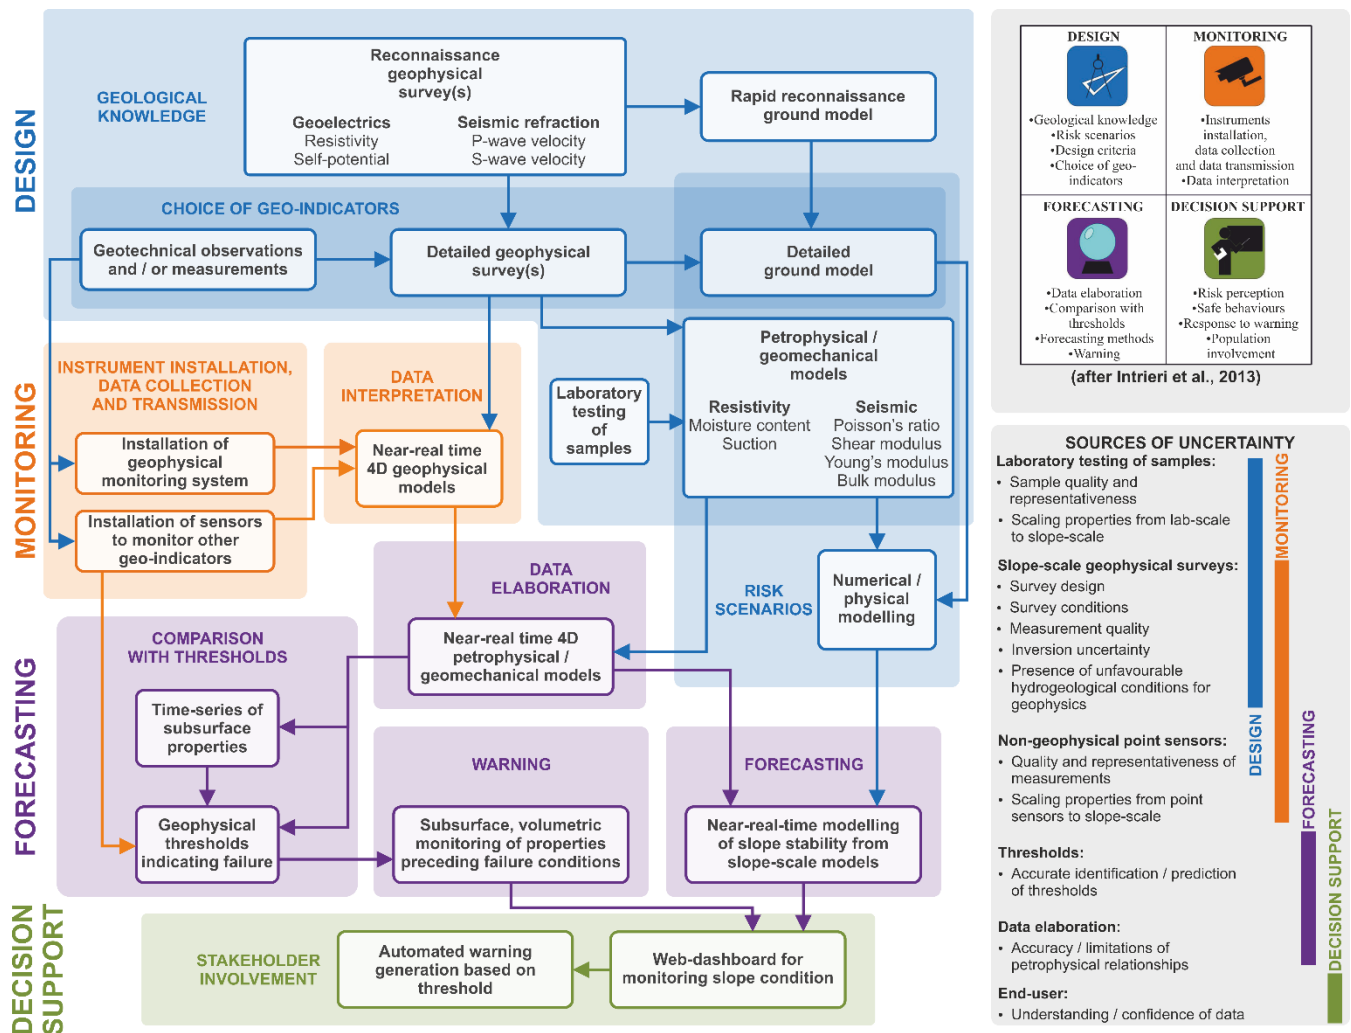 DESIGN
GEOLOGICAL
KNOWLEDGE
Reconnaissance
geophysical
survey(s)
Geoelectrics
Resistivity
Self-potential
Seismic refraction
P-wave velocity
S-wave velocity
Rapid reconnaissance
ground model
CHOICE OF GEO-INDICATORS
Geotechnical observations
and / or measurements
Detailed geophysical
survey(s)
Detailed
ground model
Petrophysical /
geomechanical
models
Resistivity
Moisture content
Suction
Seismic
Poisson's ratio
Shear modulus
Young's modulus
Bulk modulus
Laboratory
testing
of
samples
RISK
SCENARIOS
Numerical /
physical
modelling
MONITORING
INSTRUMENT INSTALLATION,
DATA COLLECTION
AND TRANSMISSION
Installation of
geophysical
monitoring system
Installation of sensors
to monitor other
geo-indicators
DATA
INTERPRETATION
Near-real time
4D geophysical
models
FORECASTING
DATA
ELABORATION
Near-real time 4D
petrophysical /
geomechanical models
COMPARISON
WITH THRESHOLDS
Time-series of
subsurface
properties
Geophysical
thresholds
indicating failure
WARNING
Subsurface, volumetric
monitoring of properties
preceding failure conditions
FORECASTING
Near-real-time modelling
of slope stability from
slope-scale models
DECISION
SUPPORT
STAKEHOLDER
INVOLVEMENT
Automated warning
generation based on
threshold
Web-dashboard for
monitoring slope condition
DESIGN
•Geological knowledge
•Risk scenarios
•Design criteria
•Choice of geo-
indicators
MONITORING
•Instruments
installation,
data collection
and data transmission
•Data interpretation
FORECASTING
•Data elaboration
•Comparison with
thresholds
•Forecasting methods
•Warning
DECISION SUPPORT
•Risk perception
•Safe behaviours
•Response to warning
•Population
involvement
(after Intrieri et al., 2013)
SOURCES OF UNCERTAINTY
Laboratory testing of samples:
• Sample quality and
representativeness
• Scaling properties from lab-scale
to slope-scale
Slope-scale geophysical surveys:
• Survey design
• Survey conditions
• Measurement quality
• Inversion uncertainty
• Presence of unfavourable
hydrogeological conditions for
geophysics
Non-geophysical point sensors:
• Quality and representativeness of
measurements
• Scaling properties from point
sensors to slope-scale
Thresholds:
• Accurate identification / prediction
of thresholds
Data elaboration:
• Accuracy / limitations of
petrophysical relationships
End-user:
• Understanding / confidence of data
DESIGN
MONITORING
FORECASTING
DECISION SUPPORT